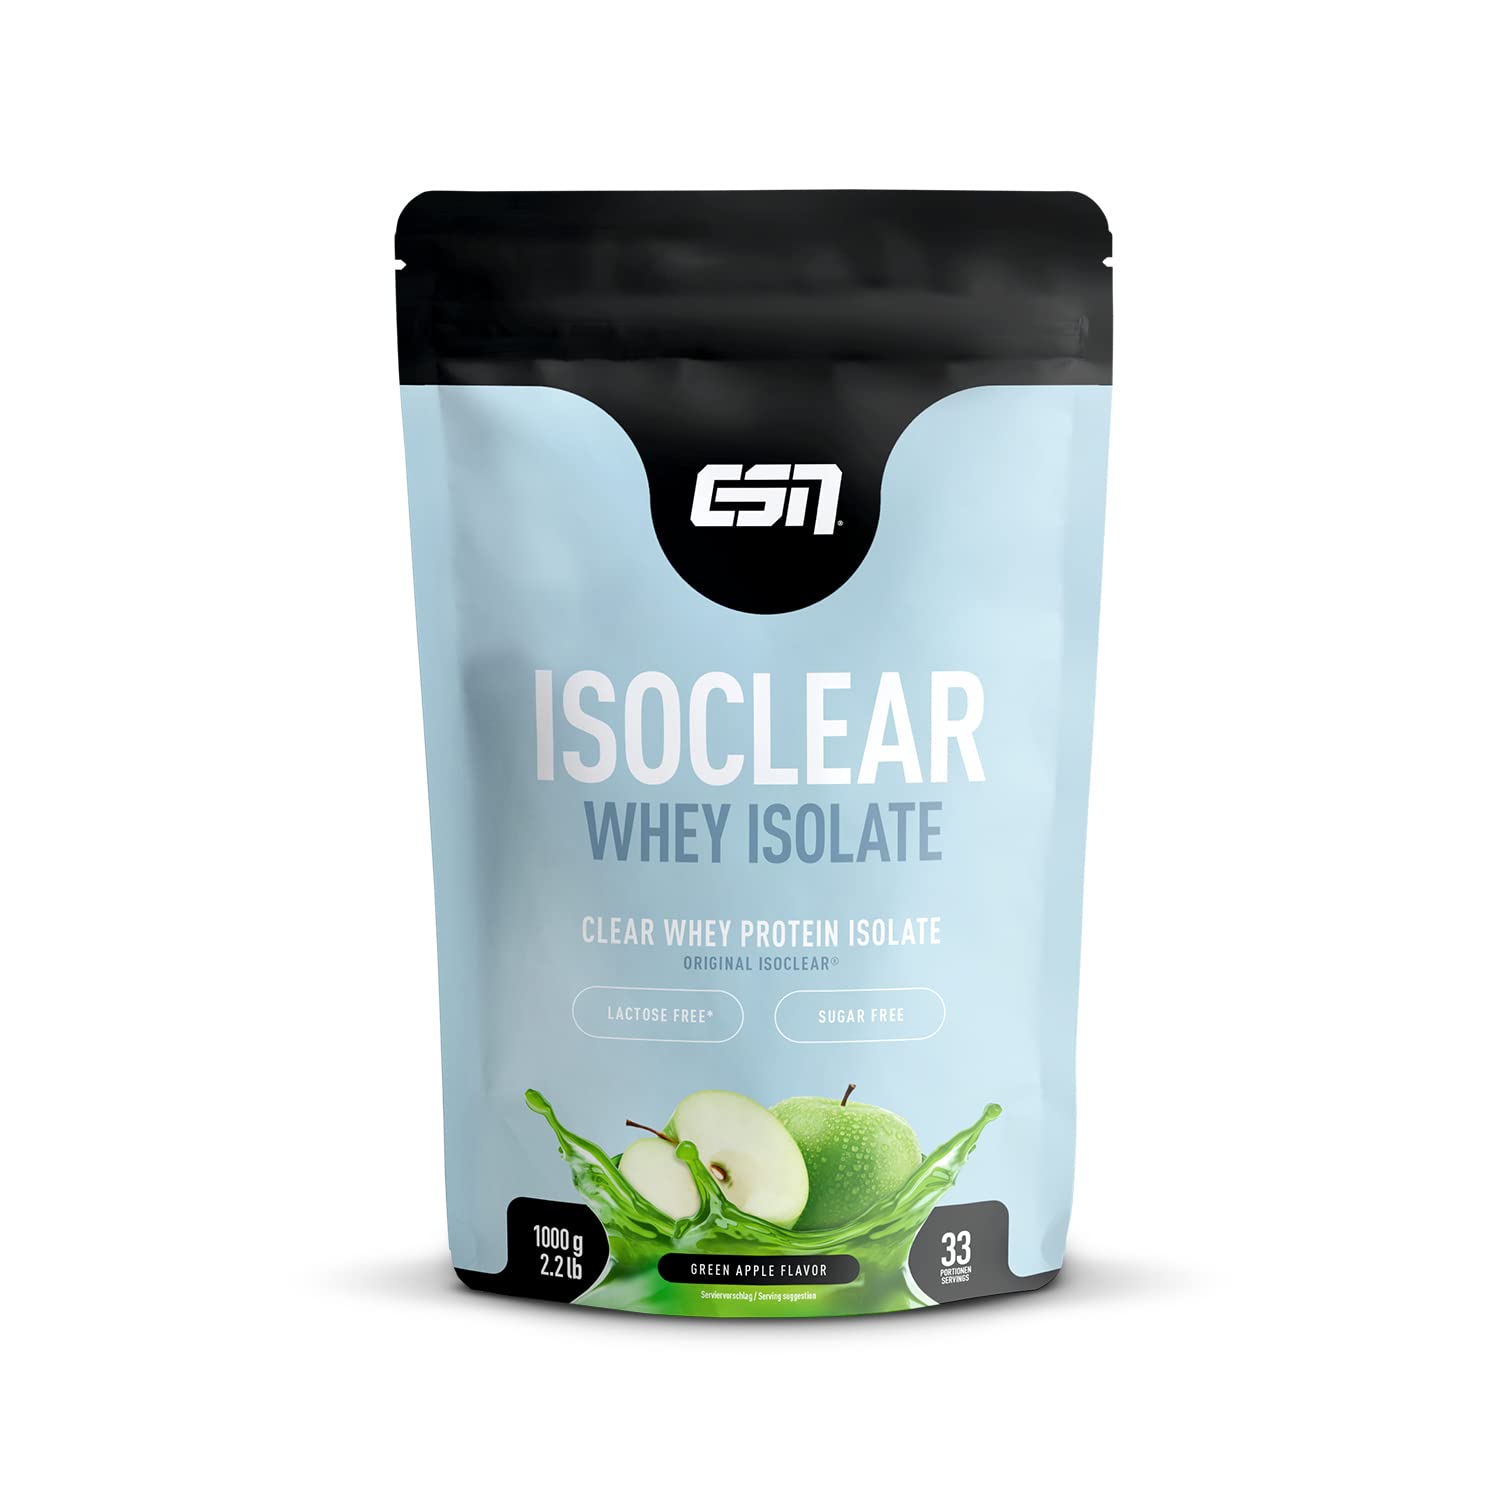 ESN®
ISOCLEAR
WHEY ISOLATE
CLEAR WHEY PROTEIN ISOLATE
ORIGINAL ISOCLEAR®
LACTOSE FREE*
SUGAR FREE
1000 g
2.2 lb
GREEN APPLE FLAVOR
Serviervorschlag / Serving suggestion
33
PORTIONEN
SERVINGS